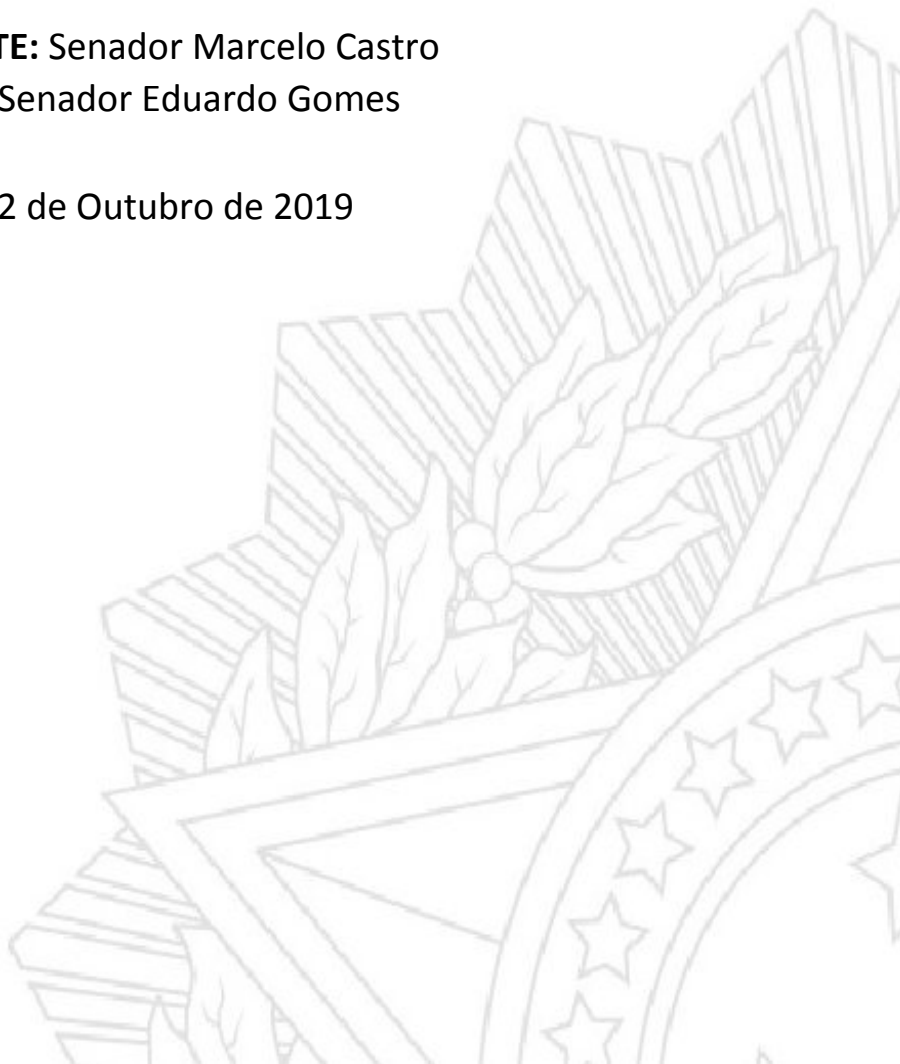 TE: Senador Marcelo Castro
Senador Eduardo Gomes
2 de Outubro de 2019